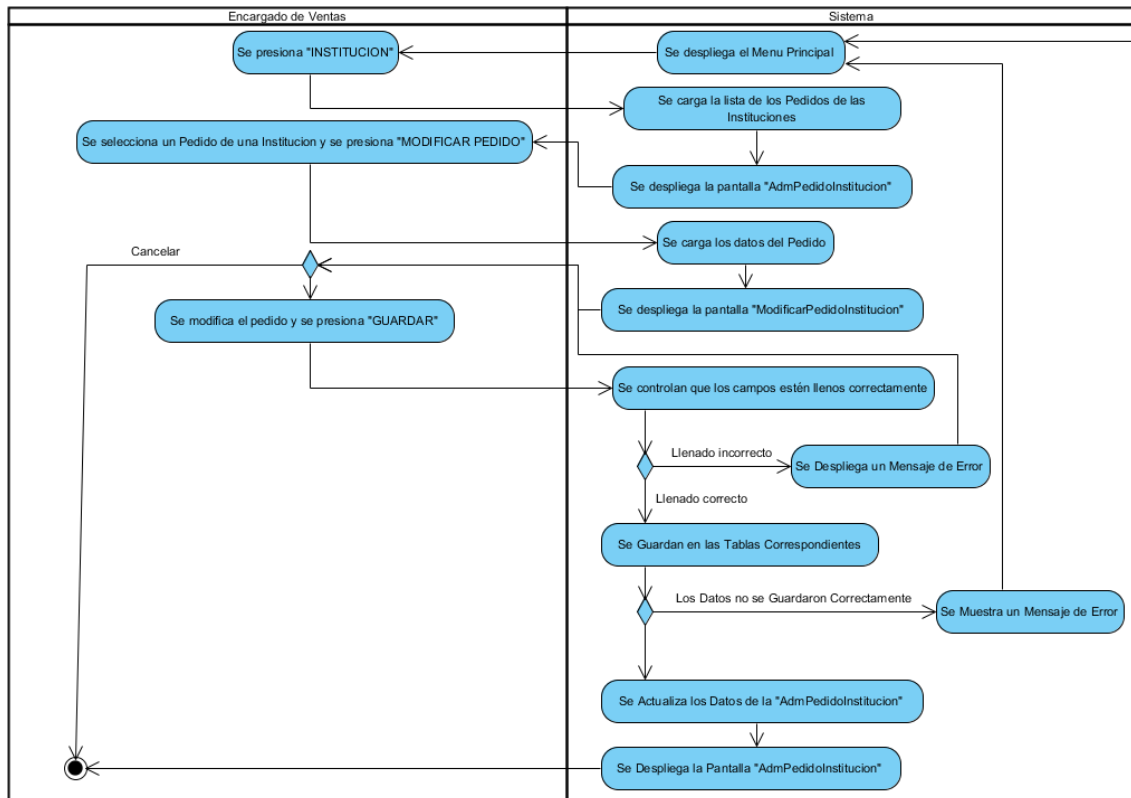 Encargado de Ventas
Sistema
Se presiona "INSTITUCION"
Se despliega el Menu Principal
Se carga la lista de los Pedidos de las
Instituciones
Se selecciona un Pedido de una Institucion y se presiona "MODIFICAR PEDIDO"
Se despliega la pantalla "AdmPedidoInstitucion"
Se carga los datos del Pedido
Cancelar
Se despliega la pantalla "ModificarPedidoInstitucion"
Se modifica el pedido y se presiona "GUARDAR"
Se controlan que los campos estén llenos correctamente
Llenado incorrecto
Se Despliega un Mensaje de Error
Llenado correcto
Se Guardan en las Tablas Correspondientes
Los Datos no se Guardaron Correctamente
Se Muestra un Mensaje de Error
Se Actualiza los Datos de la "AdmPedidoInstitucion"
Se Despliega la Pantalla "AdmPedidoInstitucion"